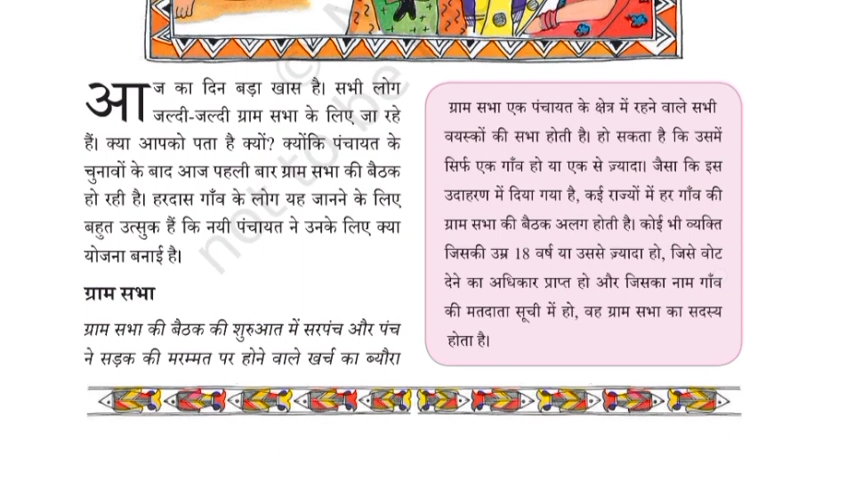 आज का दिन बड़ा खास है। सभी लोग
जल्दी-जल्दी ग्राम सभा के लिए जा रहे
हैं। क्या आपको पता है क्यों? क्योंकि पंचायत के
चुनावों के बाद आज पहली बार ग्राम सभा की बैठक
हो रही है। हरदास गाँव के लोग यह जानने के लिए
बहुत उत्सुक हैं कि नयी पंचायत ने उनके लिए क्या
योजना बनाई है।
ग्राम सभा
ग्राम सभा की बैठक की शुरुआत में सरपंच और पंच
ने सड़क की मरम्मत पर होने वाले खर्च का ब्यौरा
ग्राम सभा एक पंचायत के क्षेत्र में रहने वाले सभी
वयस्कों की सभा होती है। हो सकता है कि उसमें
सिर्फ एक गाँव हो या एक से ज़्यादा। जैसा कि इस
उदाहरण में दिया गया है, कई राज्यों में हर गाँव की
ग्राम सभा की बैठक अलग होती है। कोई भी व्यक्ति
जिसकी उम्र 18 वर्ष या उससे ज़्यादा हो, जिसे वोट
देने का अधिकार प्राप्त हो और जिसका नाम गाँव
की मतदाता सूची में हो, वह ग्राम सभा का सदस्य
होता है।
not to be